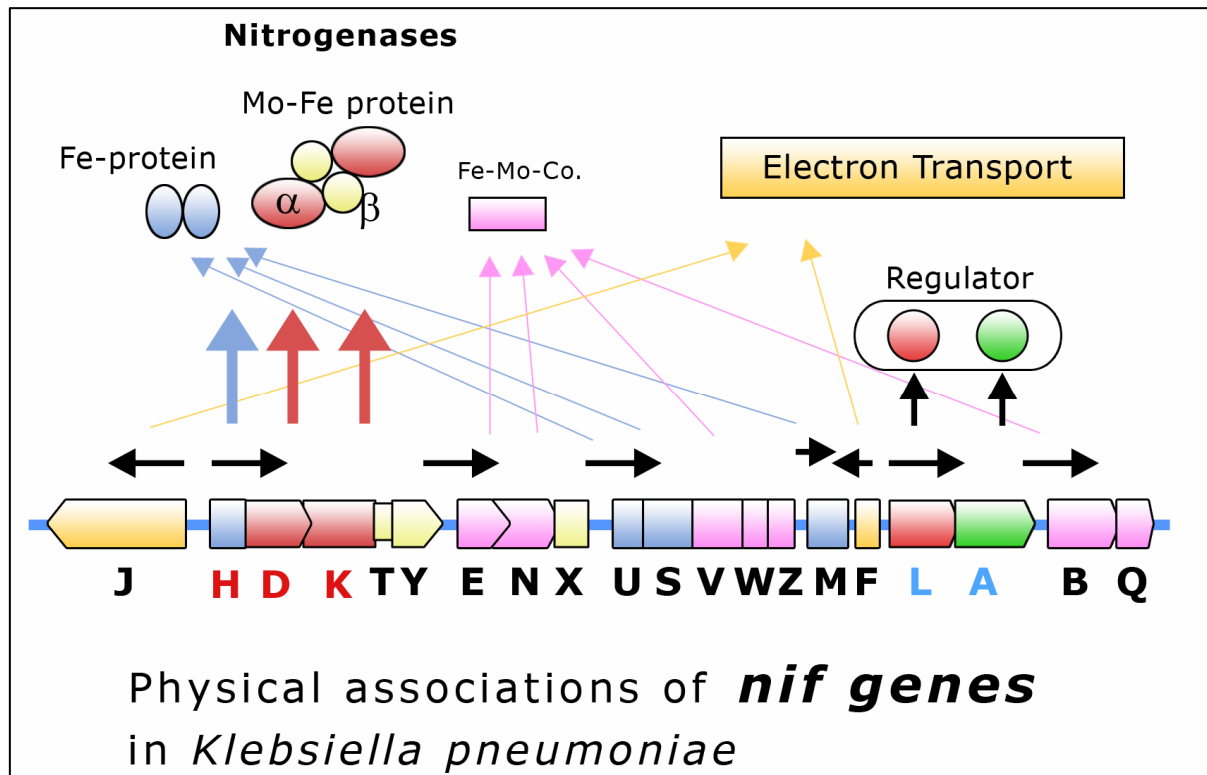 Nitrogenases
Mo-Fe protein
Fe-protein
Fe-Mo-Co.
Electron Transport
α
β
Regulator
J H D K T Y E N X U S V W Z M F L A B Q
Physical associations of nif genes
in Klebsiella pneumoniae